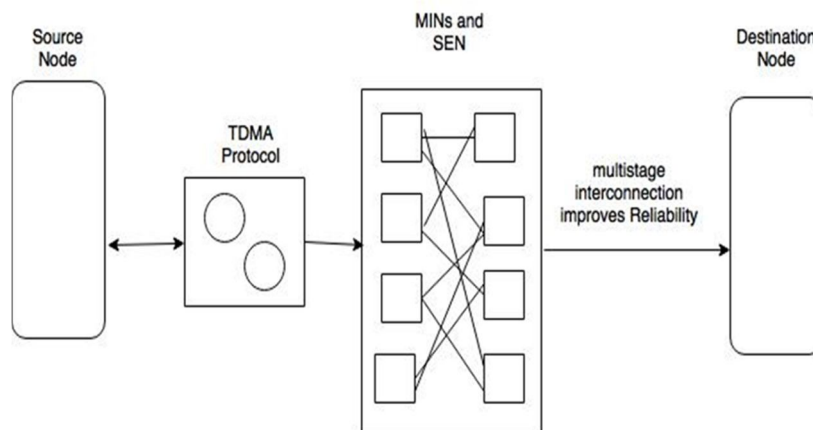 Source
Node
TDMA
Protocol
MINs and
SEN
multistage
interconnection
improves Reliability
Destination
Node